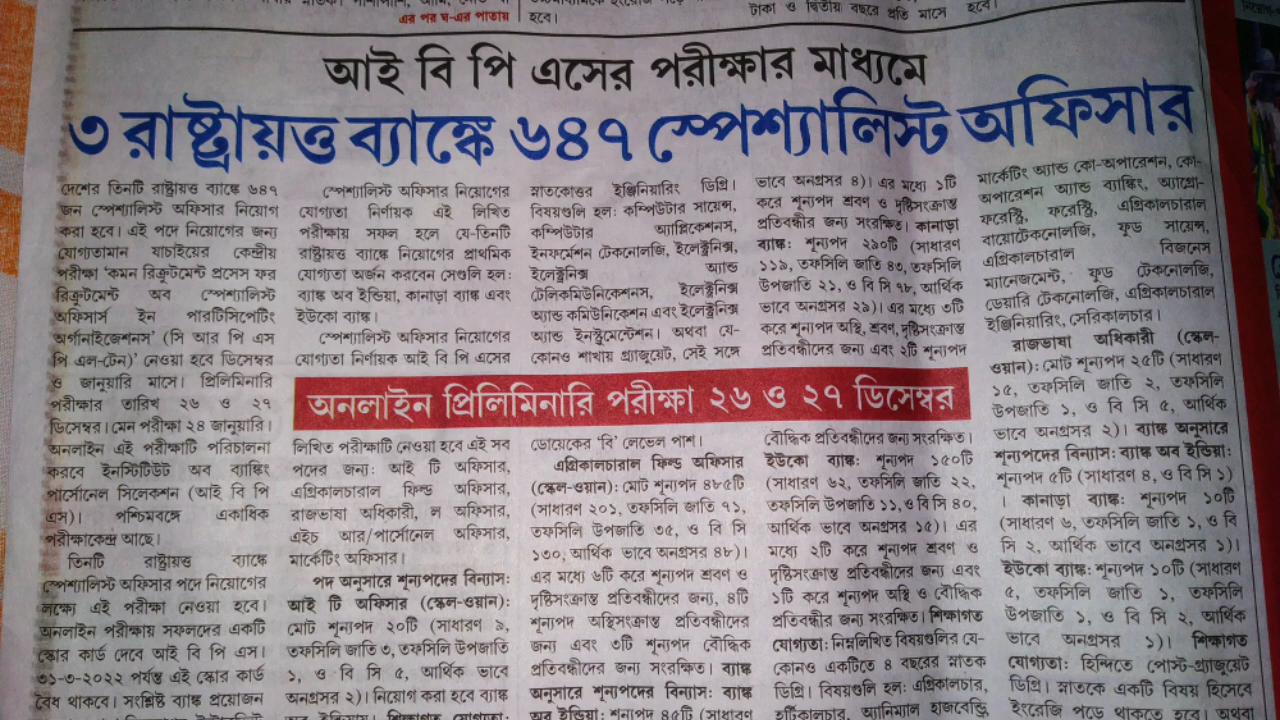 এর পর ঘ-এর পাতায়
হবে।
টাকা ও দ্বিতীয় বছরে প্রতি মাসে
হবে।
আই বি পি এসের পরীক্ষার মাধ্যমে
৩ রাষ্ট্রায়ত্ত ব্যাঙ্কে ৬৪৭ স্পেশ্যালিস্ট অফিসার
দেশের তিনটি রাষ্ট্রায়ত্ত ব্যাঙ্কে ৬৪৭
জন স্পেশ্যালিস্ট অফিসার নিয়োগ
করা হবে। এই পদে নিয়োগের জন্য
যোগ্যতামান যাচাইয়ের কেন্দ্রীয়
পরীক্ষা 'কমন রিক্রুটমেন্ট প্রসেস ফর
রিক্রুটমেন্ট অব স্পেশ্যালিস্ট
অফিসার্স ইন পারটিসিপেটিং
অর্গানাইজেশনস' (সি আর পি এস
পি এল-টেন)' নেওয়া হবে ডিসেম্বর
ও জানুয়ারি মাসে। প্রিলিমিনারি
পরীক্ষার তারিখ ২৬ ও ২৭
ডিসেম্বর। মেন পরীক্ষা ২৪ জানুয়ারি।
অনলাইন এই পরীক্ষাটি পরিচালনা
করবে ইনস্টিটিউট অব ব্যাঙ্কিং
পার্সোনেল সিলেকশন (আই বি পি
এস)। পশ্চিমবঙ্গে একাধিক
পরীক্ষাকেন্দ্র আছে।
তিনটি রাষ্ট্রায়ত্ত ব্যাঙ্কে
স্পেশ্যালিস্ট অফিসার পদে নিয়োগের
লক্ষ্যে এই পরীক্ষা নেওয়া হবে।
অনলাইন পরীক্ষায় সফলদের একটি
স্কোর কার্ড দেবে আই বি পি এস।
৩১-৩-২০২২ পর্যন্ত এই স্কোর কার্ড
বৈধ থাকবে। সংশ্লিষ্ট ব্যাঙ্ক প্রয়োজন
স্পেশ্যালিস্ট অফিসার নিয়োগের
যোগ্যতা নির্ণায়ক এই লিখিত
পরীক্ষায় সফল হলে যে-তিনটি
রাষ্ট্রায়ত্ত ব্যাঙ্কে নিয়োগের প্রাথমিক
যোগ্যতা অর্জন করবেন সেগুলি হল:
ব্যাঙ্ক অব ইন্ডিয়া, কানাড়া ব্যাঙ্ক এবং
ইউকো ব্যাঙ্ক।
স্পেশ্যালিস্ট অফিসার নিয়োগের
যোগ্যতা নির্ণায়ক আই বি পি এসের
স্নাতকোত্তর ইঞ্জিনিয়ারিং ডিগ্রি।
বিষয়গুলি হল: কম্পিউটার সায়েন্স,
কম্পিউটার অ্যাপ্লিকেশনস,
ইনফর্মেশন টেকনোলজি, ইলেক্ট্রনিক্স,
ইলেক্ট্রনিক্স অ্যান্ড
টেলিকমিউনিকেশনস, ইলেক্ট্রনিক্স
অ্যান্ড কমিউনিকেশন এবং ইলেক্ট্রনিক্স
অ্যান্ড ইনস্ট্রুমেন্টেশন। অথবা যে-
কোনও শাখায় গ্র্যাজুয়েট, সেই সঙ্গে
ভাবে অনগ্রসর ৪)। এর মধ্যে ১টি
করে শূন্যপদ শ্রবণ ও দৃষ্টিসংক্রান্ত
প্রতিবন্ধীর জন্য সংরক্ষিত। কানাড়া
ব্যাঙ্ক: শূন্যপদ ২৯০টি (সাধারণ
১১৯, তফসিলি জাতি ৪৩, তফসিলি
উপজাতি ২১, ও বি সি ৭৮, আর্থিক
ভাবে অনগ্রসর ২৯)। এর মধ্যে ৩টি
করে শূন্যপদ অস্থি, শ্রবণ, দৃষ্টিসংক্রান্ত
প্রতিবন্ধীদের জন্য এবং ২টি শূন্যপদ
অনলাইন প্রিলিমিনারি পরীক্ষা ২৬ ও ২৭ ডিসেম্বর
লিখিত পরীক্ষাটি নেওয়া হবে এই সব
পদের জন্য: আই টি অফিসার,
এগ্রিকালচারাল ফিল্ড অফিসার,
রাজভাষা অধিকারী, ল অফিসার,
এইচ আর/পার্সোনেল অফিসার,
মার্কেটিং অফিসার।
পদ অনুসারে শূন্যপদের বিন্যাস:
আই টি অফিসার (স্কেল-ওয়ান):
মোট শূন্যপদ ২০টি (সাধারণ ৯,
তফসিলি জাতি ৩, তফসিলি উপজাতি
১, ও বি সি ৫, আর্থিক ভাবে
অনগ্রসর ২)। নিয়োগ করা হবে ব্যাঙ্ক
অব ইন্ডিয়ায়। শিক্ষাগত যোগ্যতা:
ডোয়েকের 'বি' লেভেল পাশ।
এগ্রিকালচারাল ফিল্ড অফিসার
(স্কেল-ওয়ান): মোট শূন্যপদ ৪৮৫টি
(সাধারণ ২০১, তফসিলি জাতি ৭১,
তফসিলি উপজাতি ৩৫, ও বি সি
১৩০, আর্থিক ভাবে অনগ্রসর ৪৮)।
এর মধ্যে ৬টি করে শূন্যপদ শ্রবণ ও
দৃষ্টিসংক্রান্ত প্রতিবন্ধীদের জন্য, ৪টি
শূন্যপদ অস্থিসংক্রান্ত প্রতিবন্ধীদের
জন্য এবং ৩টি শূন্যপদ বৌদ্ধিক
প্রতিবন্ধীদের জন্য সংরক্ষিত। ব্যাঙ্ক
অনুসারে শূন্যপদের বিন্যাস: ব্যাঙ্ক
অব ইন্ডিয়া: শূন্যপদ ৪৫টি (সাধারণ
বৌদ্ধিক প্রতিবন্ধীদের জন্য সংরক্ষিত।
ইউকো ব্যাঙ্ক: শূন্যপদ ১৫০টি
(সাধারণ ৬২, তফসিলি জাতি ২২,
তফসিলি উপজাতি ১১, ও বি সি ৪০,
আর্থিক ভাবে অনগ্রসর ১৫)। এর
মধ্যে ২টি করে শূন্যপদ শ্রবণ ও
দৃষ্টিসংক্রান্ত প্রতিবন্ধীদের জন্য এবং
১টি করে শূন্যপদ অস্থি ও বৌদ্ধিক
প্রতিবন্ধীদের জন্য সংরক্ষিত। শিক্ষাগত
যোগ্যতা: নিম্নলিখিত বিষয়গুলির যে-
কোনও একটিতে ৪ বছরের স্নাতক
ডিগ্রি। বিষয়গুলি হল: এগ্রিকালচার,
হর্টিকালচার, অ্যানিম্যাল হাজবেন্ড্রি,
মার্কেটিং অ্যান্ড কো-অপারেশন, কো-
অপারেশন অ্যান্ড ব্যাঙ্কিং, অ্যাগ্রো-
ফরেস্ট্রি, ফরেস্ট্রি, এগ্রিকালচারাল
বায়োটেকনোলজি, ফুড সায়েন্স,
এগ্রিকালচারাল বিজনেস
ম্যানেজমেন্ট, ফুড টেকনোলজি,
ডেয়ারি টেকনোলজি, এগ্রিকালচারাল
ইঞ্জিনিয়ারিং, সেরিকালচার।
রাজভাষা অধিকারী (স্কেল-
ওয়ান): মোট শূন্যপদ ২৫টি (সাধারণ
১৫, তফসিলি জাতি ২, তফসিলি
উপজাতি ১, ও বি সি ৫, আর্থিক
ভাবে অনগ্রসর ২)। ব্যাঙ্ক অনুসারে
শূন্যপদের বিন্যাস: ব্যাঙ্ক অব ইন্ডিয়া:
শূন্যপদ ৫টি (সাধারণ ৪, ও বি সি ১)
। কানাড়া ব্যাঙ্ক: শূন্যপদ ১০টি
(সাধারণ ৬, তফসিলি জাতি ১, ও বি
সি ২, আর্থিক ভাবে অনগ্রসর ১)।
ইউকো ব্যাঙ্ক: শূন্যপদ ১০টি (সাধারণ
৫, তফসিলি জাতি ১, তফসিলি
উপজাতি ১, ও বি সি ২, আর্থিক
ভাবে অনগ্রসর ১)। শিক্ষাগত
যোগ্যতা: হিন্দিতে পোস্ট-গ্র্যাজুয়েট
ডিগ্রি। স্নাতকে একটি বিষয় হিসেবে
ইংরেজি পড়ে থাকতে হবে। অথবা